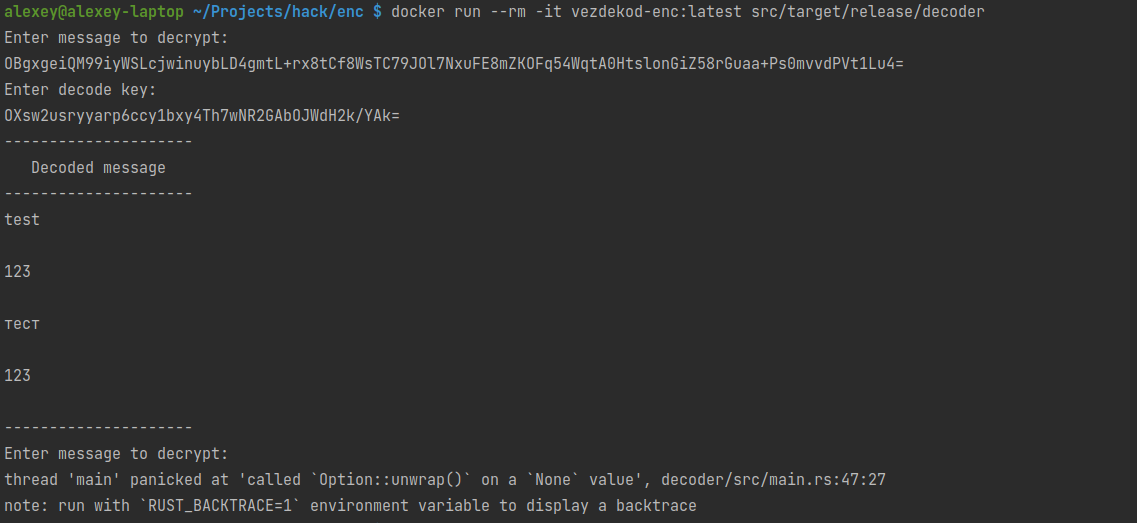 alexey@alexey-laptop ~/Projects/hack/enc $ docker run --rm -it vezdekod-enc:latest src/target/release/decoder
Enter message to decrypt:
OBgxgeiQM99iyWSLcjwinuybLD4gmtL+rx8tCf8WsTC79JOl7NxuFE8mZKOFq54WqtA0HtslonGiZ58rGuaa+Ps0mvvdPVt1Lu4=
Enter decode key:
OXsw2usryyarp6ccy1bxy4Th7wNR2GAbOJWdH2k/YAk=
---------------------
   Decoded message
---------------------
test

123

тест

123

---------------------
Enter message to decrypt:
thread 'main' panicked at 'called `Option::unwrap()` on a `None` value', decoder/src/main.rs:47:27
note: run with `RUST_BACKTRACE=1` environment variable to display a backtrace